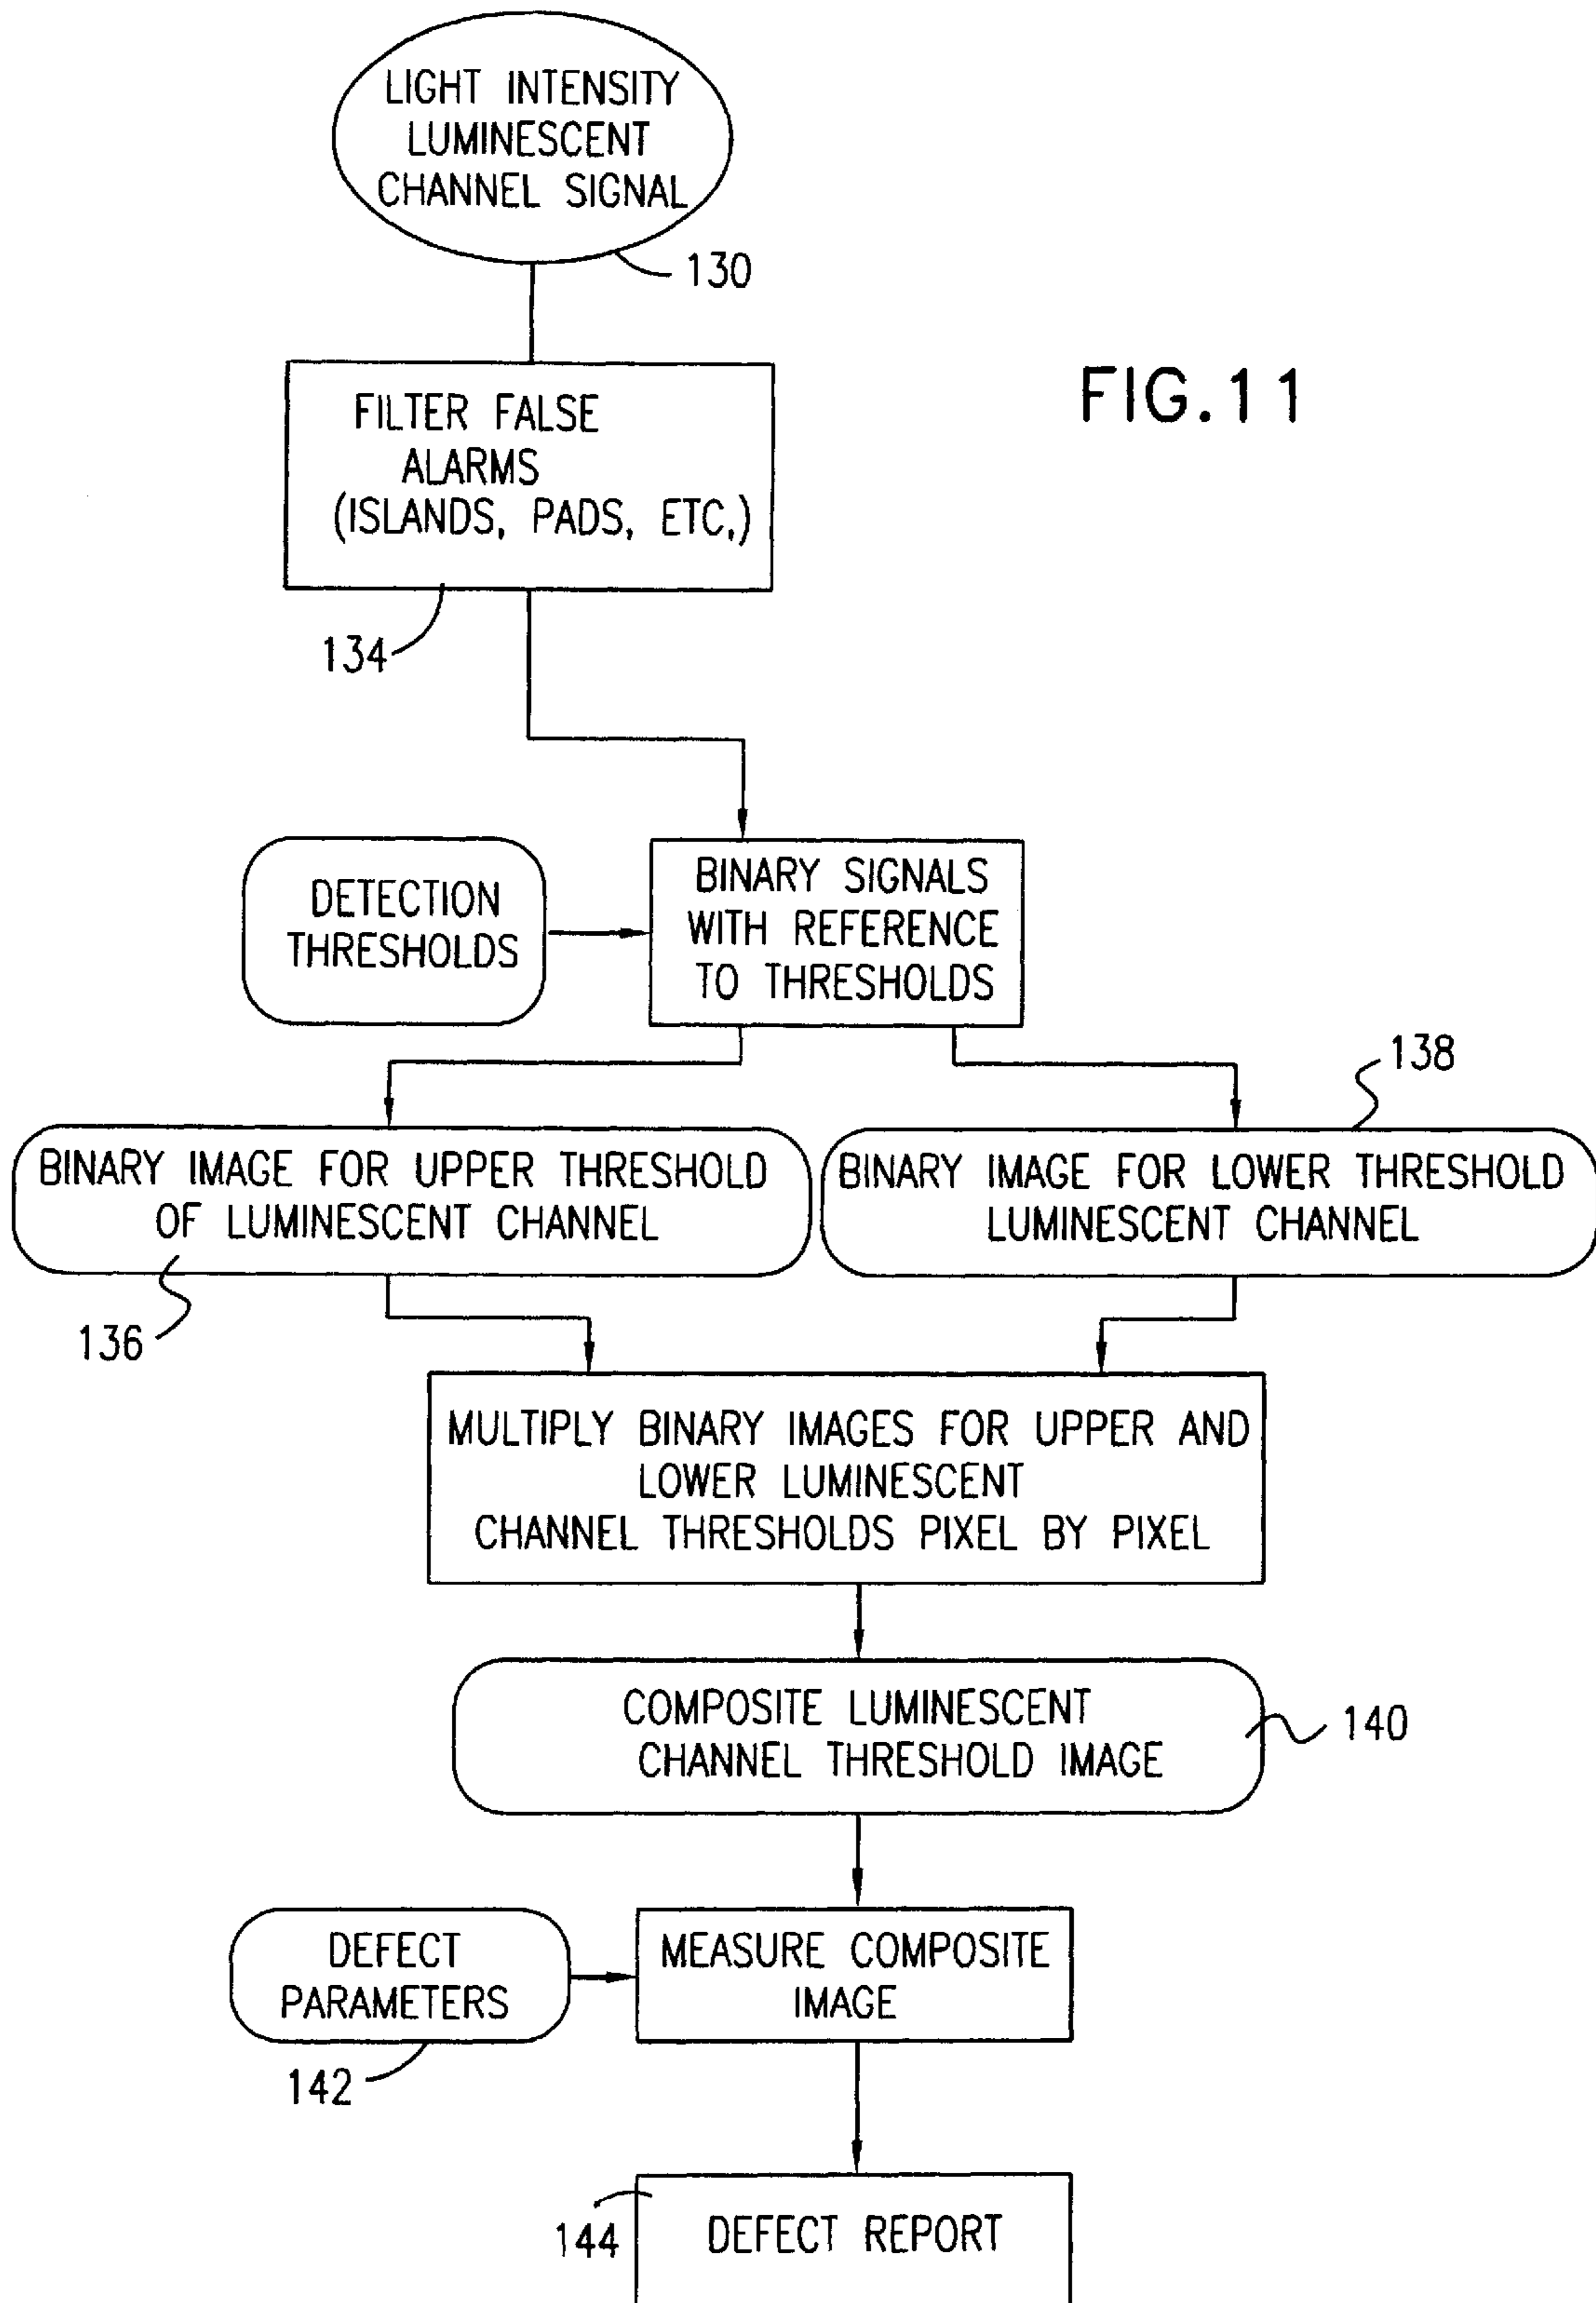 LIGHT INTENSITY
LUMINESCENT
CHANNEL SIGNAL
130
FIG.11
FILTER FALSE
ALARMS
(ISLANDS, PADS, ETC,)
134
DETECTION
THRESHOLDS
BINARY SIGNALS
WITH REFERENCE
TO THRESHOLDS
138
BINARY IMAGE FOR UPPER THRESHOLD
OF LUMINESCENT CHANNEL
BINARY IMAGE FOR LOWER THRESHOLD
LUMINESCENT CHANNEL
136
MULTIPLY BINARY IMAGES FOR UPPER AND
LOWER LUMINESCENT
CHANNEL THRESHOLDS PIXEL BY PIXEL
COMPOSITE LUMINESCENT
CHANNEL THRESHOLD IMAGE
140
DEFECT
PARAMETERS
142
MEASURE COMPOSITE
IMAGE
144
DEFECT REPORT